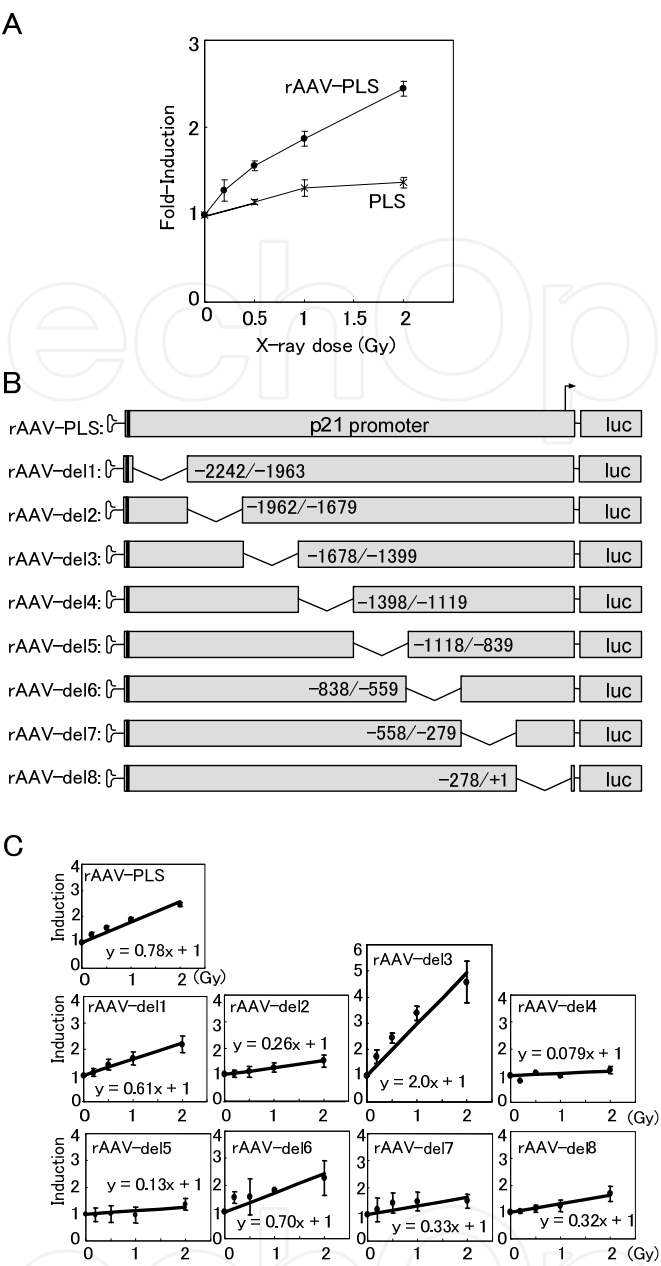 A
3
2
1
0
Fold-Induction
rAAV-PLS
PLS
0 0.5 1 1.5 2
X-ray dose (Gy)
echOp
B
rAAV-PLS: p21 promoter luc
rAAV-del1: -2242/-1963 luc
rAAV-del2: -1962/-1679 luc
rAAV-del3: -1678/-1399 luc
rAAV-del4: -1398/-1119 luc
rAAV-del5: -1118/-839 luc
rAAV-del6: -838/-559 luc
rAAV-del7: -558/-279 luc
rAAV-del8: -278/+1 luc
C
Induction
4
3
2
1
0
rAAV-PLS
y = 0.78x + 1
0 1 2 (Gy)
Induction
4
3
2
1
0
rAAV-del1
y = 0.61x + 1
0 1 2
4
3
2
1
0
rAAV-del2
y = 0.26x + 1
0 1 2
6
5
4
3
2
1
0
rAAV-del3
y = 2.0x + 1
0 1 2
4
3
2
1
0
rAAV-del4
y = 0.079x + 1
0 1 2 (Gy)
Induction
4
3
2
1
0
rAAV-del5
y = 0.13x + 1
0 1 2
4
3
2
1
0
rAAV-del6
y = 0.70x + 1
0 1 2
4
3
2
1
0
rAAV-del7
y = 0.33x + 1
0 1 2
4
3
2
1
0
rAAV-del8
y = 0.32x + 1
0 1 2 (Gy)